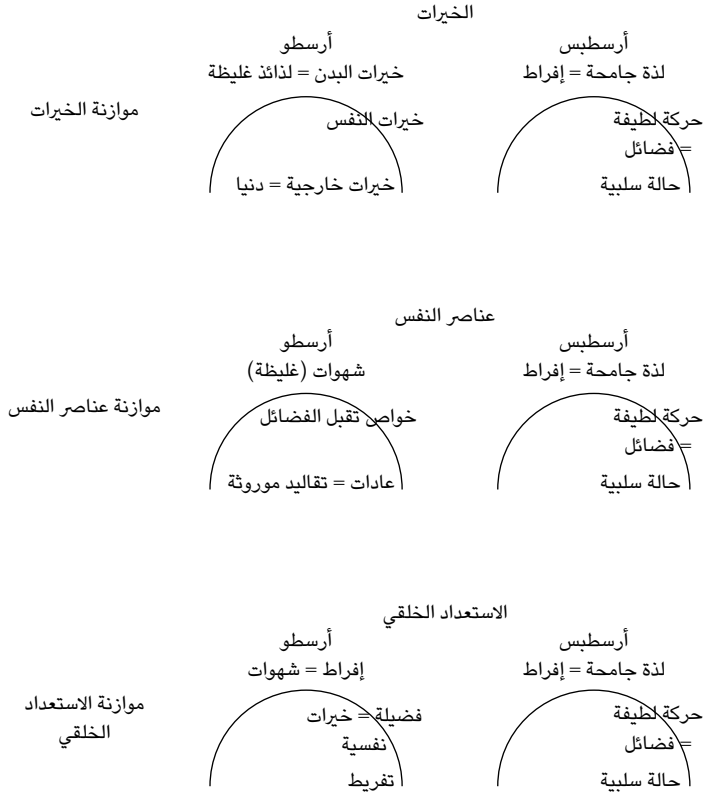 الخيرات
أرسطبس
لذة جامحة = إفراط
حركة لطيفة
= فضائل
حالة سلبية
أرسطو
خيرات البدن = لذائذ غليظة
خيرات النفس
خيرات خارجية = دنيا
موازنة الخيرات
عناصر النفس
أرسطبس
لذة جامحة = إفراط
حركة لطيفة
= فضائل
حالة سلبية
أرسطو
شهوات (غليظة)
خواص تقبل الفضائل
عادات = تقاليد موروثة
موازنة عناصر النفس
الاستعداد الخلقي
أرسطبس
لذة جامحة = إفراط
حركة لطيفة
= فضائل
حالة سلبية
أرسطو
إفراط = شهوات
فضيلة = خيرات
نفسية
تفريط
موازنة الاستعداد
الخلقي